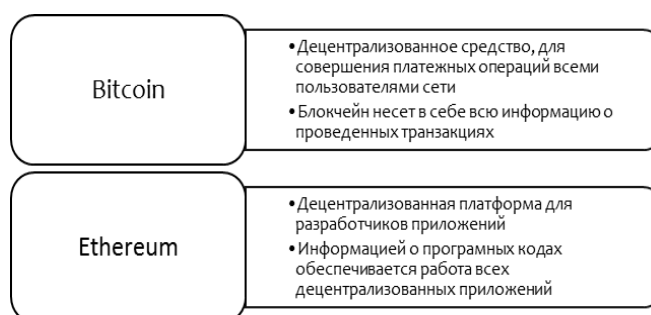 Bitcoin
•Децентрализованное средство, для
совершения платежных операций всеми
пользователями сети
•Блокчейн несет в себе всю информацию о
проведенных транзакциях
Ethereum
•Децентрализованная платформа для
разработчиков приложений
•Информацией о програмных кодах
обеспечивается работа всех
децентрализованных приложений